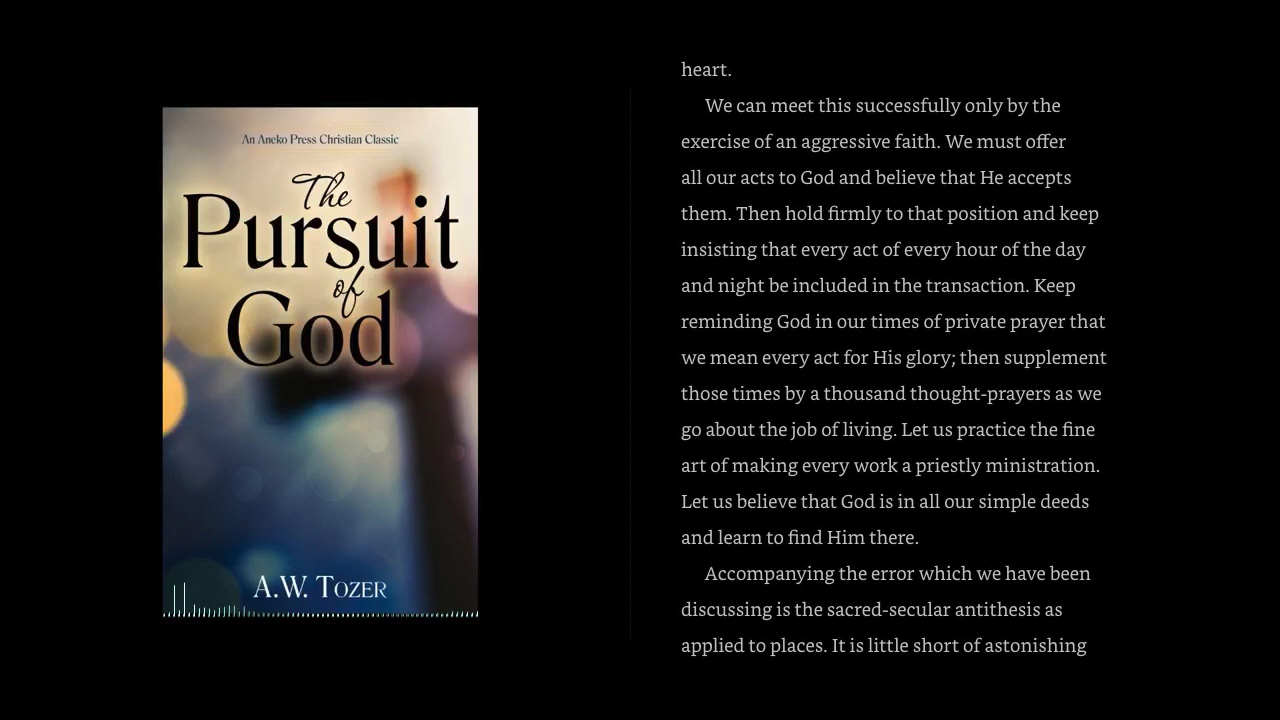 An Aneko Press Christian Classic
The
Pursuit
of
God
A.W. Tozer
heart.
We can meet this successfully only by the
exercise of an aggressive faith. We must offer
all our acts to God and believe that He accepts
them. Then hold firmly to that position and keep
insisting that every act of every hour of the day
and night be included in the transaction. Keep
reminding God in our times of private prayer that
we mean every act for His glory; then supplement
those times by a thousand thought-prayers as we
go about the job of living. Let us practice the fine
art of making every work a priestly ministration.
Let us believe that God is in all our simple deeds
and learn to find Him there.
Accompanying the error which we have been
discussing is the sacred-secular antithesis as
applied to places. It is little short of astonishing